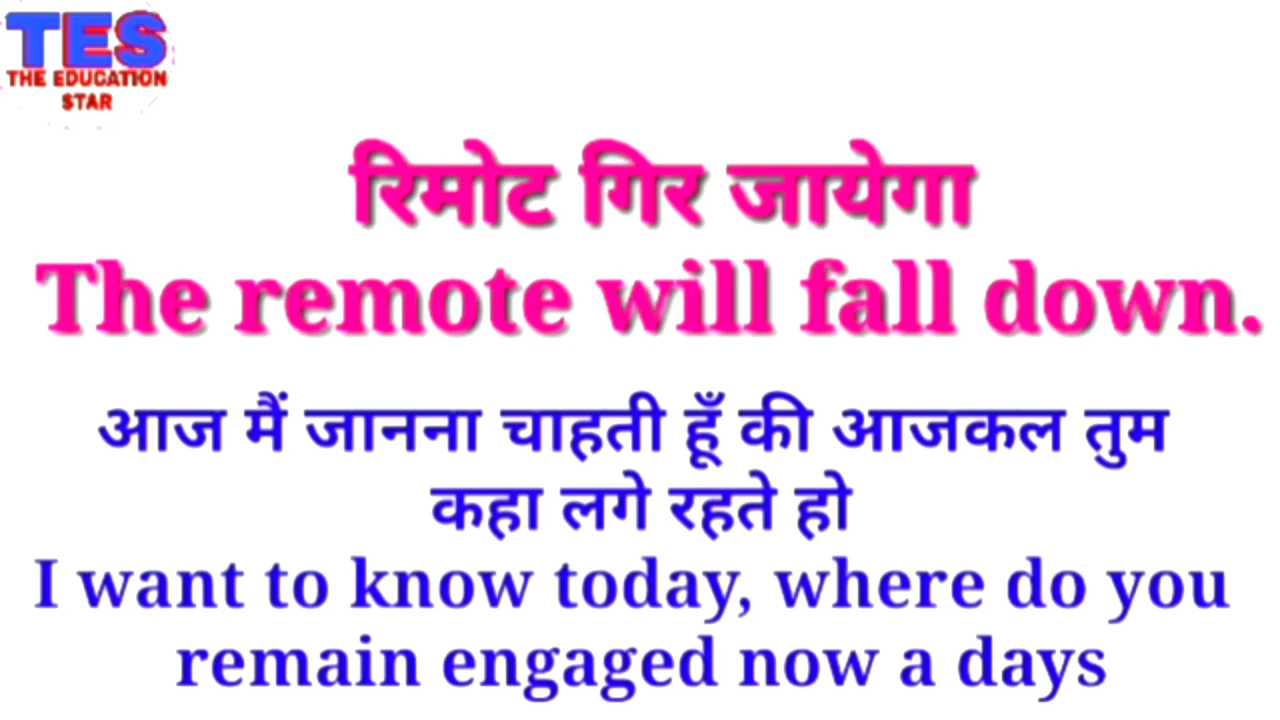 TES
THE EDUCATION
STAR
रिमोट गिर जायेगा
The remote will fall down.
आज मैं जानना चाहती हूँ की आजकल तुम
कहा लगे रहते हो
I want to know today, where do you
remain engaged now a days